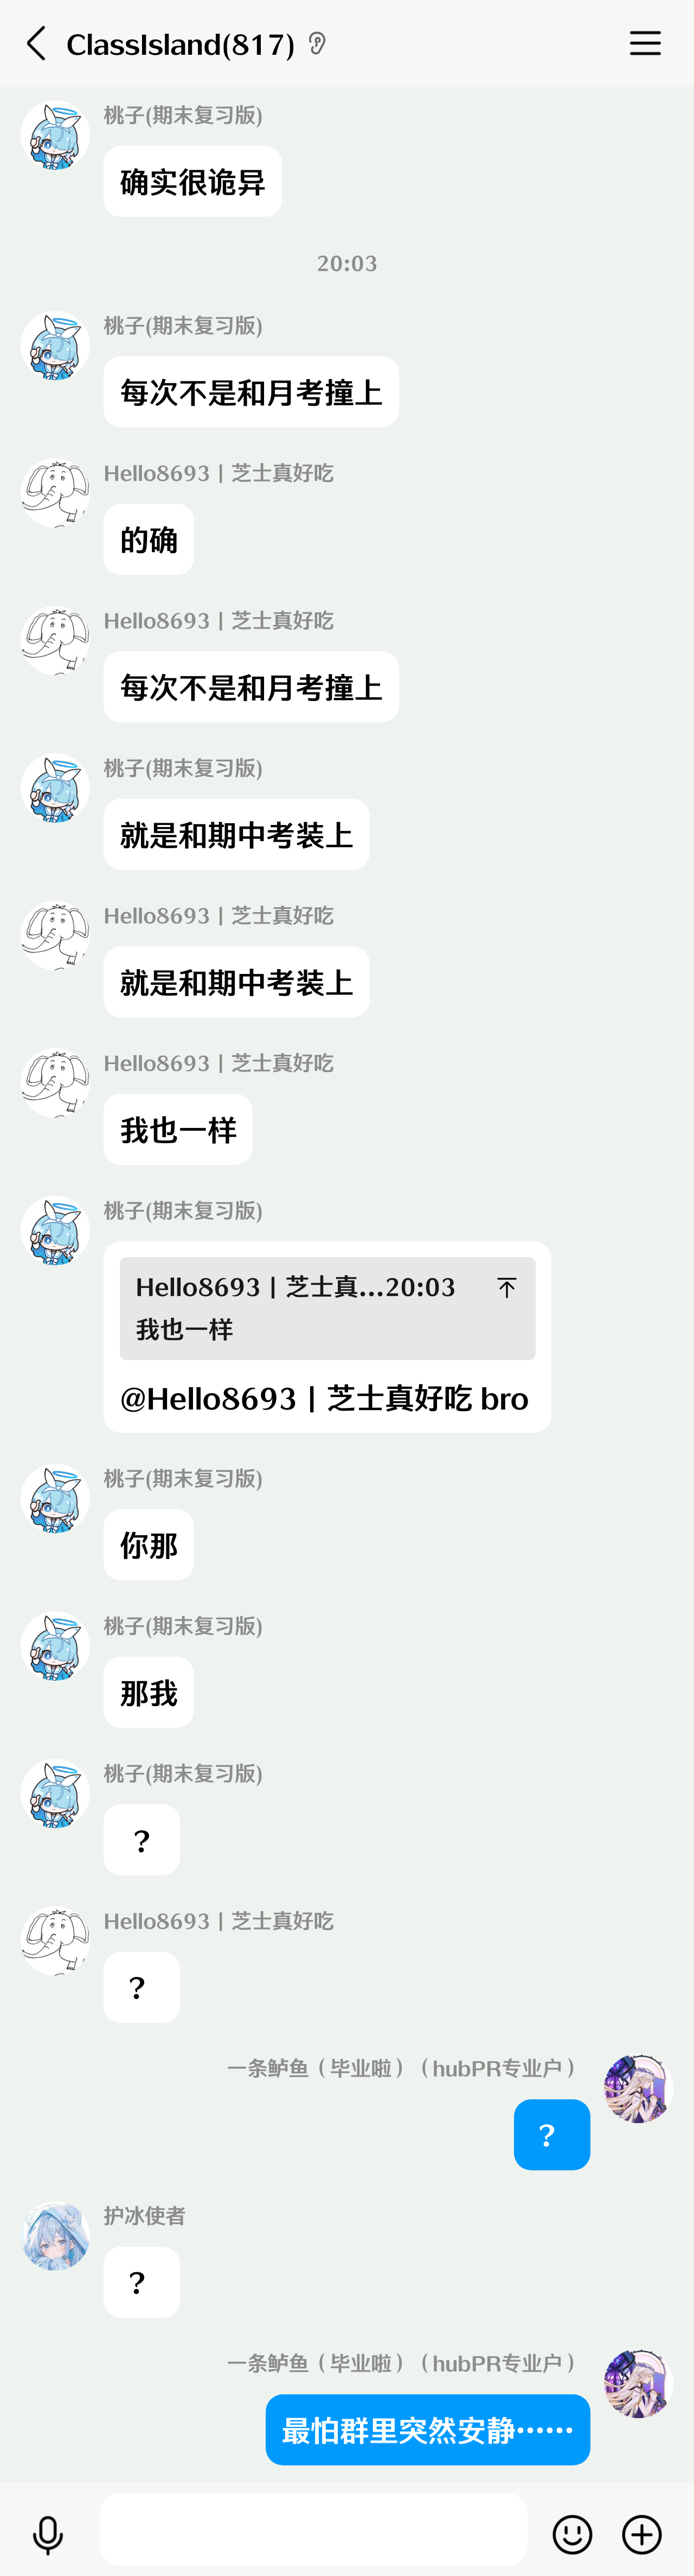 ClassIsland(817)
桃子(期末复习版)
确实很诡异
20:03
桃子(期末复习版)
每次不是和月考撞上
Hello8693丨芝士真好吃
的确
Hello8693丨芝士真好吃
每次不是和月考撞上
桃子(期末复习版)
就是和期中考装上
Hello8693丨芝士真好吃
就是和期中考装上
Hello8693丨芝士真好吃
我也一样
桃子(期末复习版)
Hello8693丨芝士真...20:03
我也一样
@Hello8693丨芝士真好吃 bro
桃子(期末复习版)
你那
桃子(期末复习版)
那我
桃子(期末复习版)
?
Hello8693丨芝士真好吃
？
一条鲈鱼（毕业啦）（hubPR专业户）
？
护冰使者
？
一条鲈鱼（毕业啦）（hubPR专业户）
最怕群里突然安静……